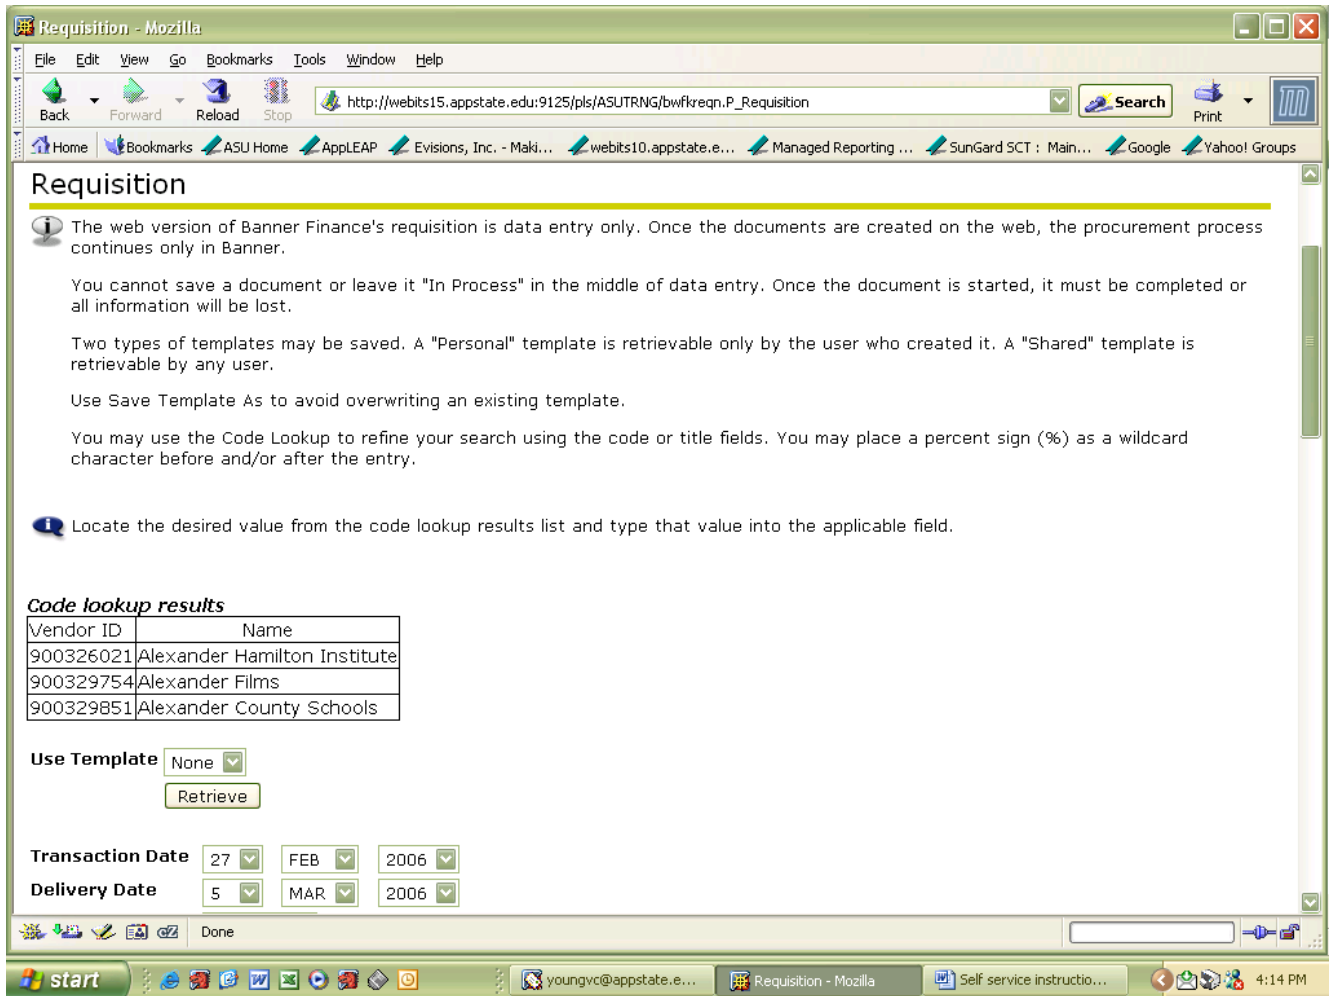 Requisition - Mozilla
File Edit View Go Bookmarks Tools Window Help
Back Forward Reload Stop http://webits15.appstate.edu:9125/pls/ASUTRNG/bwfkreqn.P_Requisition Search Print
Home Bookmarks ASU Home AppLEAP Evisions, Inc. - Maki... webits10.appstate.e... Managed Reporting ... SunGard SCT : Main... Google Yahoo! Groups
Requisition
The web version of Banner Finance's requisition is data entry only. Once the documents are created on the web, the procurement process
continues only in Banner.
You cannot save a document or leave it "In Process" in the middle of data entry. Once the document is started, it must be completed or
all information will be lost.
Two types of templates may be saved. A "Personal" template is retrievable only by the user who created it. A "Shared" template is
retrievable by any user.
Use Save Template As to avoid overwriting an existing template.
You may use the Code Lookup to refine your search using the code or title fields. You may place a percent sign (%) as a wildcard
character before and/or after the entry.
Locate the desired value from the code lookup results list and type that value into the applicable field.
Code lookup results
Vendor ID Name
900326021 Alexander Hamilton Institute
900329754 Alexander Films
900329851 Alexander County Schools
Use Template None
Retrieve
Transaction Date 27 FEB 2006
Delivery Date 5 MAR 2006
Done
start youngvc@appstate.e... Requisition - Mozilla Self service instructio... 4:14 PM